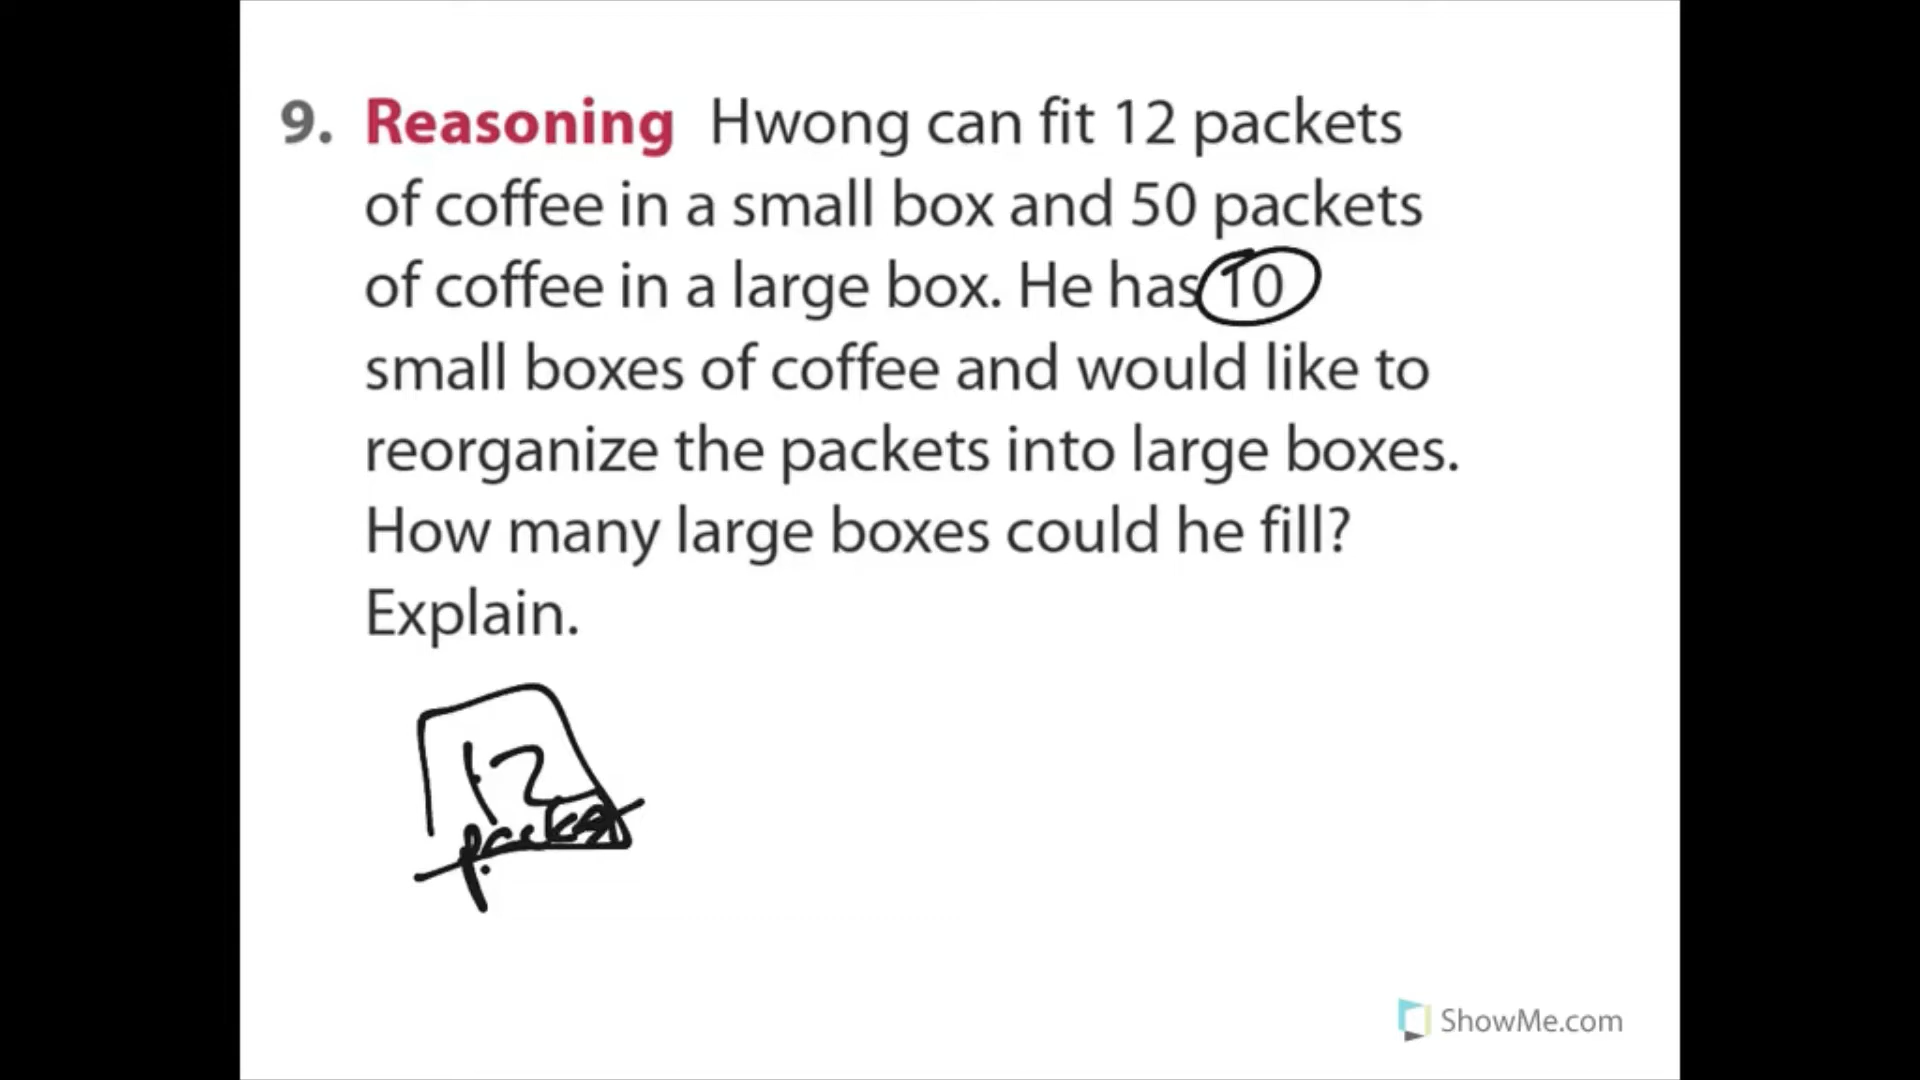 9. Reasoning Hwong can fit 12 packets
of coffee in a small box and 50 packets
of coffee in a large box. He has 10
small boxes of coffee and would like to
reorganize the packets into large boxes.
How many large boxes could he fill?
Explain.
12
ShowMe.com